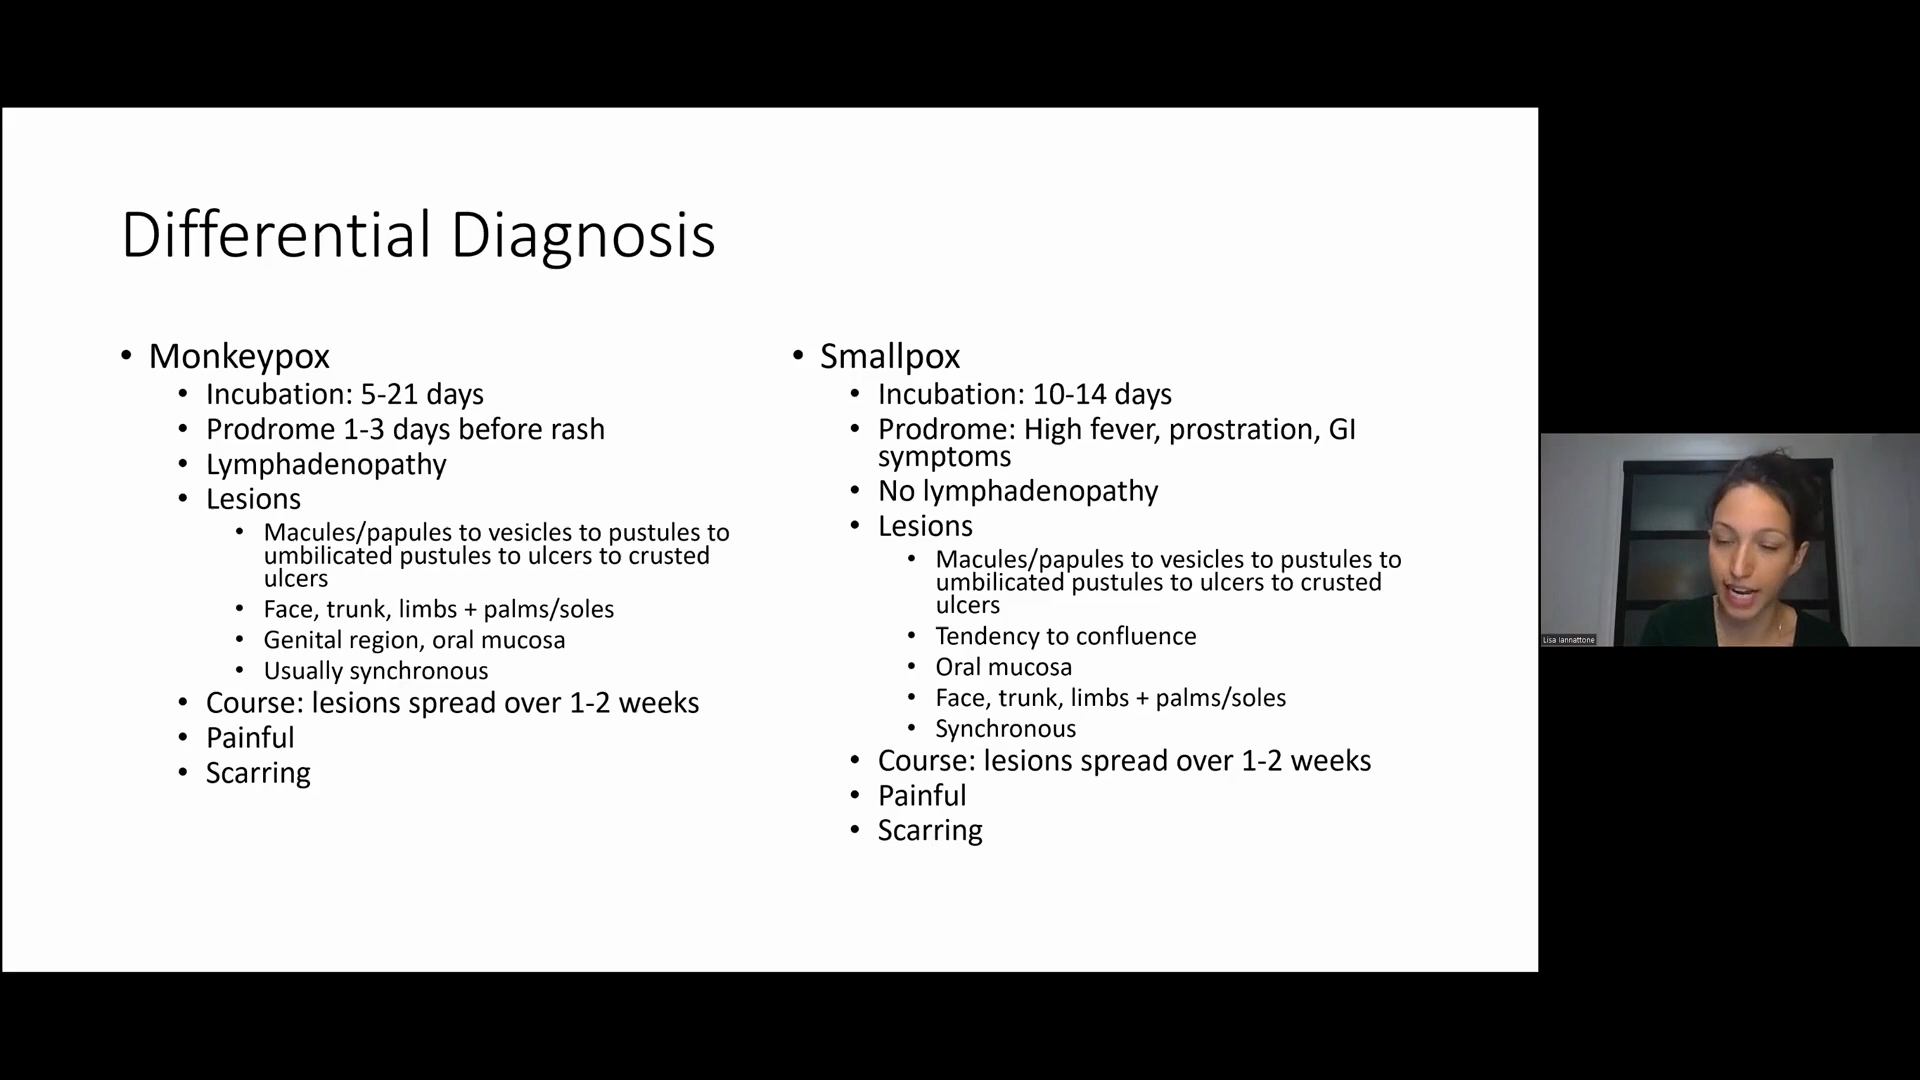 Differential Diagnosis
• Monkeypox
• Incubation: 5-21 days
• Prodrome 1-3 days before rash
• Lymphadenopathy
• Lesions
• Macules/papules to vesicles to pustules to
umbilicated pustules to ulcers to crusted
ulcers
• Face, trunk, limbs + palms/soles
• Genital region, oral mucosa
• Usually synchronous
• Course: lesions spread over 1-2 weeks
• Painful
• Scarring
• Smallpox
• Incubation: 10-14 days
• Prodrome: High fever, prostration, GI
symptoms
• No lymphadenopathy
• Lesions
• Macules/papules to vesicles to pustules to
umbilicated pustules to ulcers to crusted
ulcers
• Tendency to confluence
• Oral mucosa
• Face, trunk, limbs + palms/soles
• Synchronous
• Course: lesions spread over 1-2 weeks
• Painful
• Scarring
Lisa Iannattone